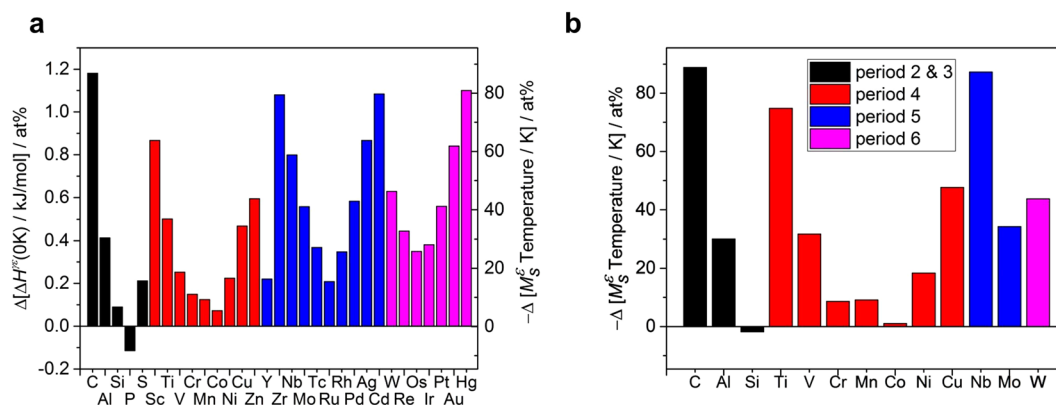 a
Δ[ΔH^γε(0K) / kJ/mol] / at%
1.2
1.0
0.8
0.6
0.4
0.2
0.0
-0.2
80
60
40
20
0
−Δ [M_S^ε Temperature / K] / at%
C Si S Ti Cr Co Cu Y Nb Tc Rh Ag W Os Pt Hg
Al P Sc V Mn Ni Zn Zr Mo Ru Pd Cd Re Ir Au
b
−Δ [M_S^ε Temperature / K] / at%
80
60
40
20
0
period 2 & 3
period 4
period 5
period 6
C Al Si Ti V Cr Mn Co Ni Cu Nb Mo W